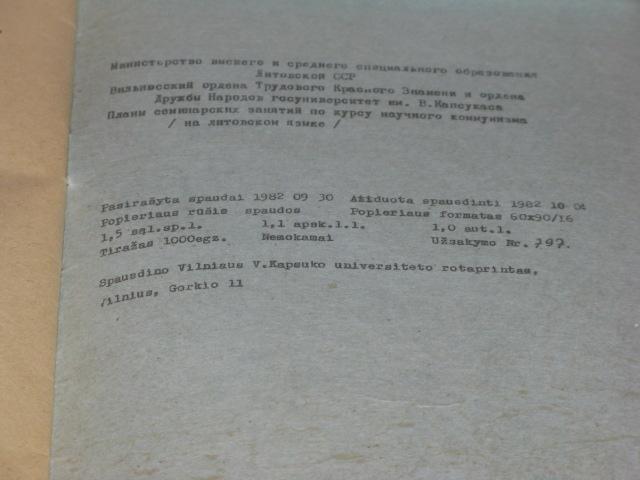 Министерство высшего и среднего специального образования
Литовской ССР
Вильнюсский ордена Трудового Красного Знамени и ордена
Дружбы Народов госуниверситет им. В.Капсукаса
Планы семинарских занятий по курсу научного коммунизма
/ на литовском языке /
Pasirašyta spaudai 1982 09 30 Atiduota spausdinti 1982 10 04
Popieriaus rūšis spaudos Popieriaus formatas 60x90/16
1,5 sąl.sp.l. 1,1 apsk.l.l. 1,0 aut.l.
Tiražas 1000egz. Nemokamai Užsakymo Nr. 797.
Spausdino Vilniaus V.Kapsuko universiteto rotaprintas,
Vilnius, Gorkio 11